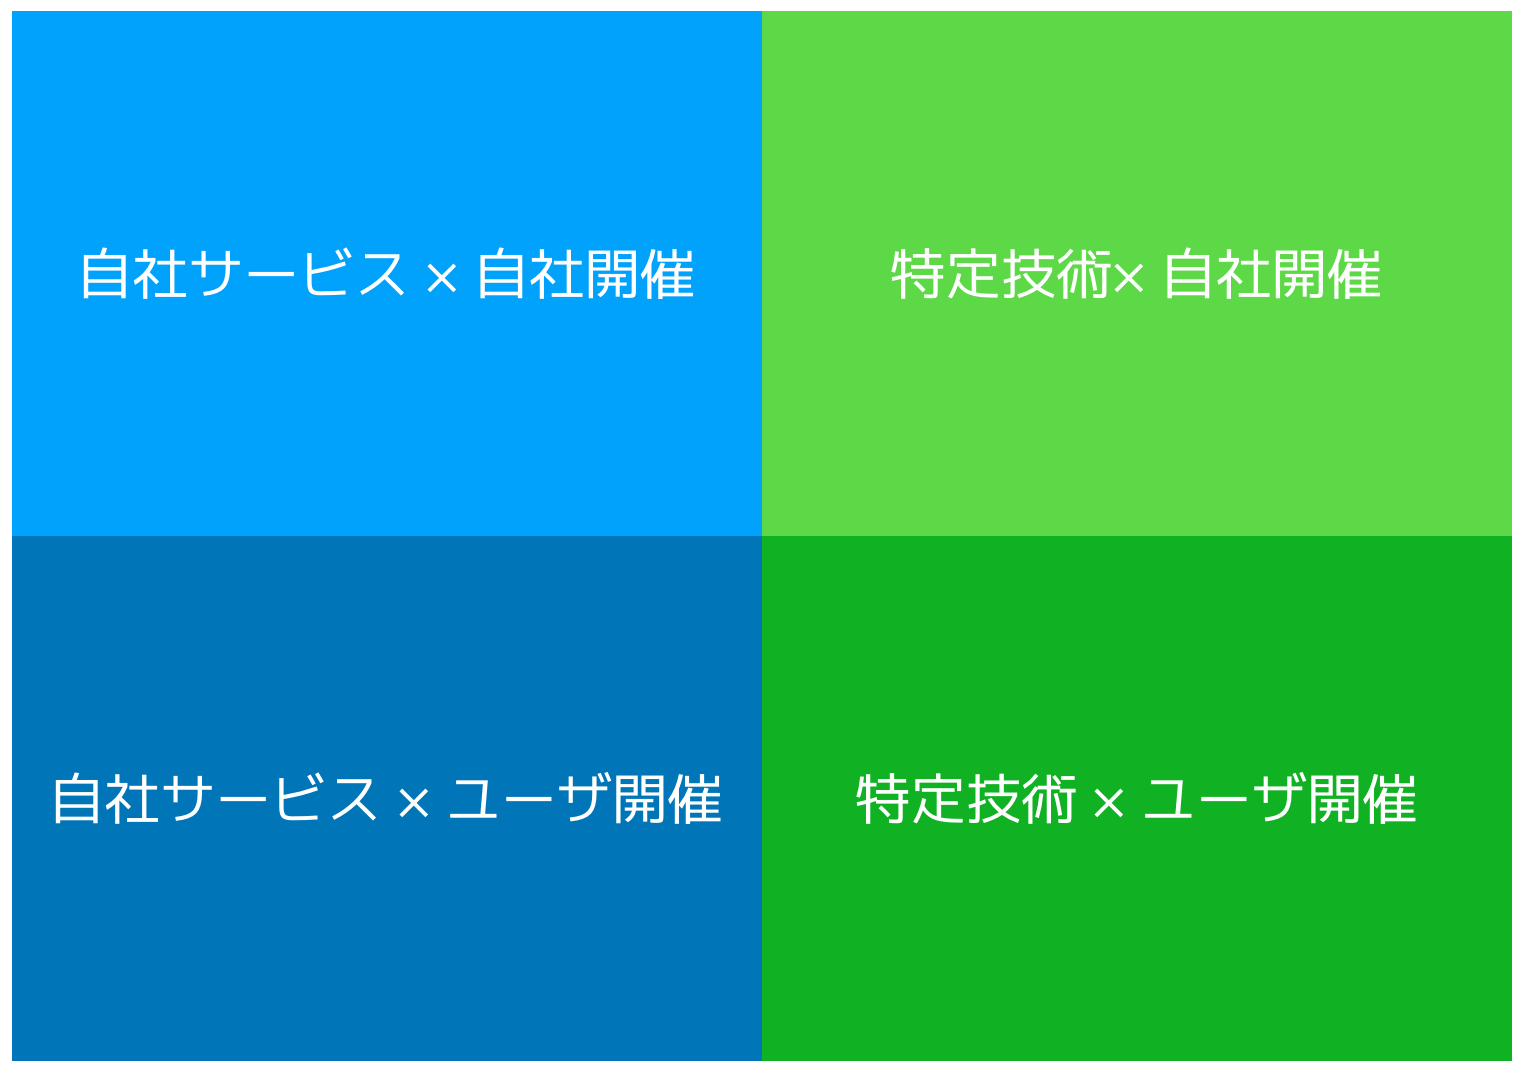 自社サービス × 自社開催
特定技術× 自社開催
自社サービス × ユーザ開催
特定技術 × ユーザ開催